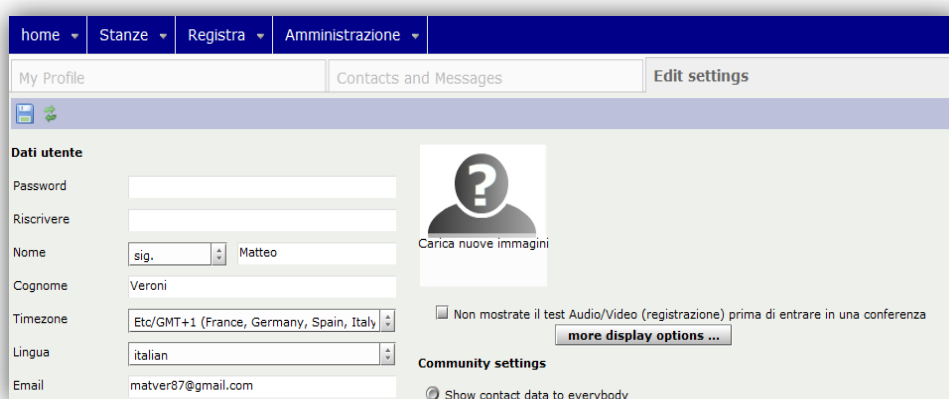 home Stanze Registra Amministrazione
My Profile Contacts and Messages Edit settings
Dati utente
Password
Riscrivere
Nome sig. Matteo
Cognome Veroni
Timezone Etc/GMT+1 (France, Germany, Spain, Italy
Lingua italian
Email matver87@gmail.com
?
Carica nuove immagini
Non mostrate il test Audio/Video (registrazione) prima di entrare in una conferenza
more display options ...
Community settings
Show contact data to everybody